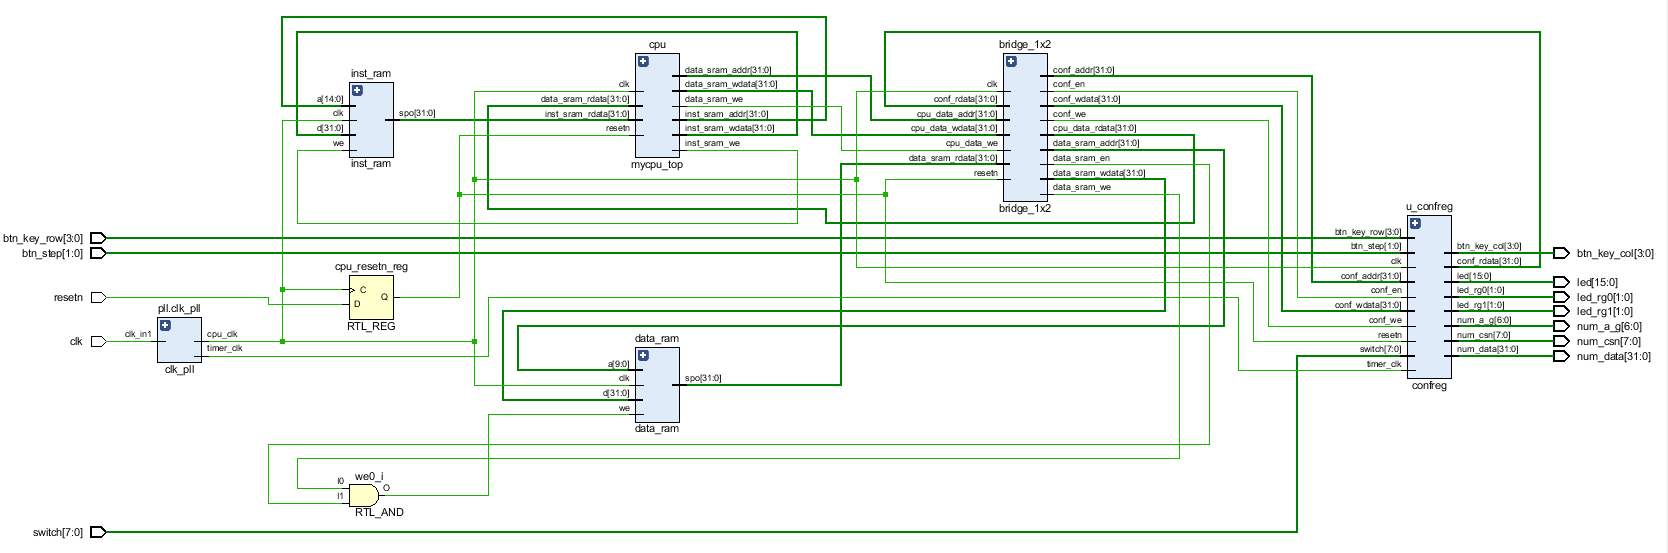 inst_ram
a[14:0]
clk
d[31:0]
we
spo[31:0]
inst_ram
cpu
clk
data_sram_rdata[31:0]
inst_sram_rdata[31:0]
resetn
data_sram_addr[31:0]
data_sram_wdata[31:0]
data_sram_we
inst_sram_addr[31:0]
inst_sram_wdata[31:0]
inst_sram_we
mycpu_top
bridge_1x2
clk
conf_rdata[31:0]
cpu_data_addr[31:0]
cpu_data_wdata[31:0]
cpu_data_we
data_sram_rdata[31:0]
resetn
conf_addr[31:0]
conf_en
conf_wdata[31:0]
conf_we
cpu_data_rdata[31:0]
data_sram_addr[31:0]
data_sram_en
data_sram_wdata[31:0]
data_sram_we
bridge_1x2
btn_key_row[3:0]
btn_step[1:0]
resetn
clk
switch[7:0]
cpu_resetn_reg
C
D
Q
RTL_REG
pll.clk_pll
clk_in1
cpu_clk
timer_clk
clk_pll
data_ram
a[9:0]
clk
d[31:0]
we
spo[31:0]
data_ram
we0_i
I0
I1
O
RTL_AND
u_confreg
btn_key_row[3:0]
btn_step[1:0]
clk
conf_addr[31:0]
conf_en
conf_wdata[31:0]
conf_we
resetn
switch[7:0]
timer_clk
btn_key_col[3:0]
conf_rdata[31:0]
led[15:0]
led_rg0[1:0]
led_rg1[1:0]
num_a_g[6:0]
num_csn[7:0]
num_data[31:0]
confreg
btn_key_col[3:0]
led[15:0]
led_rg0[1:0]
led_rg1[1:0]
num_a_g[6:0]
num_csn[7:0]
num_data[31:0]